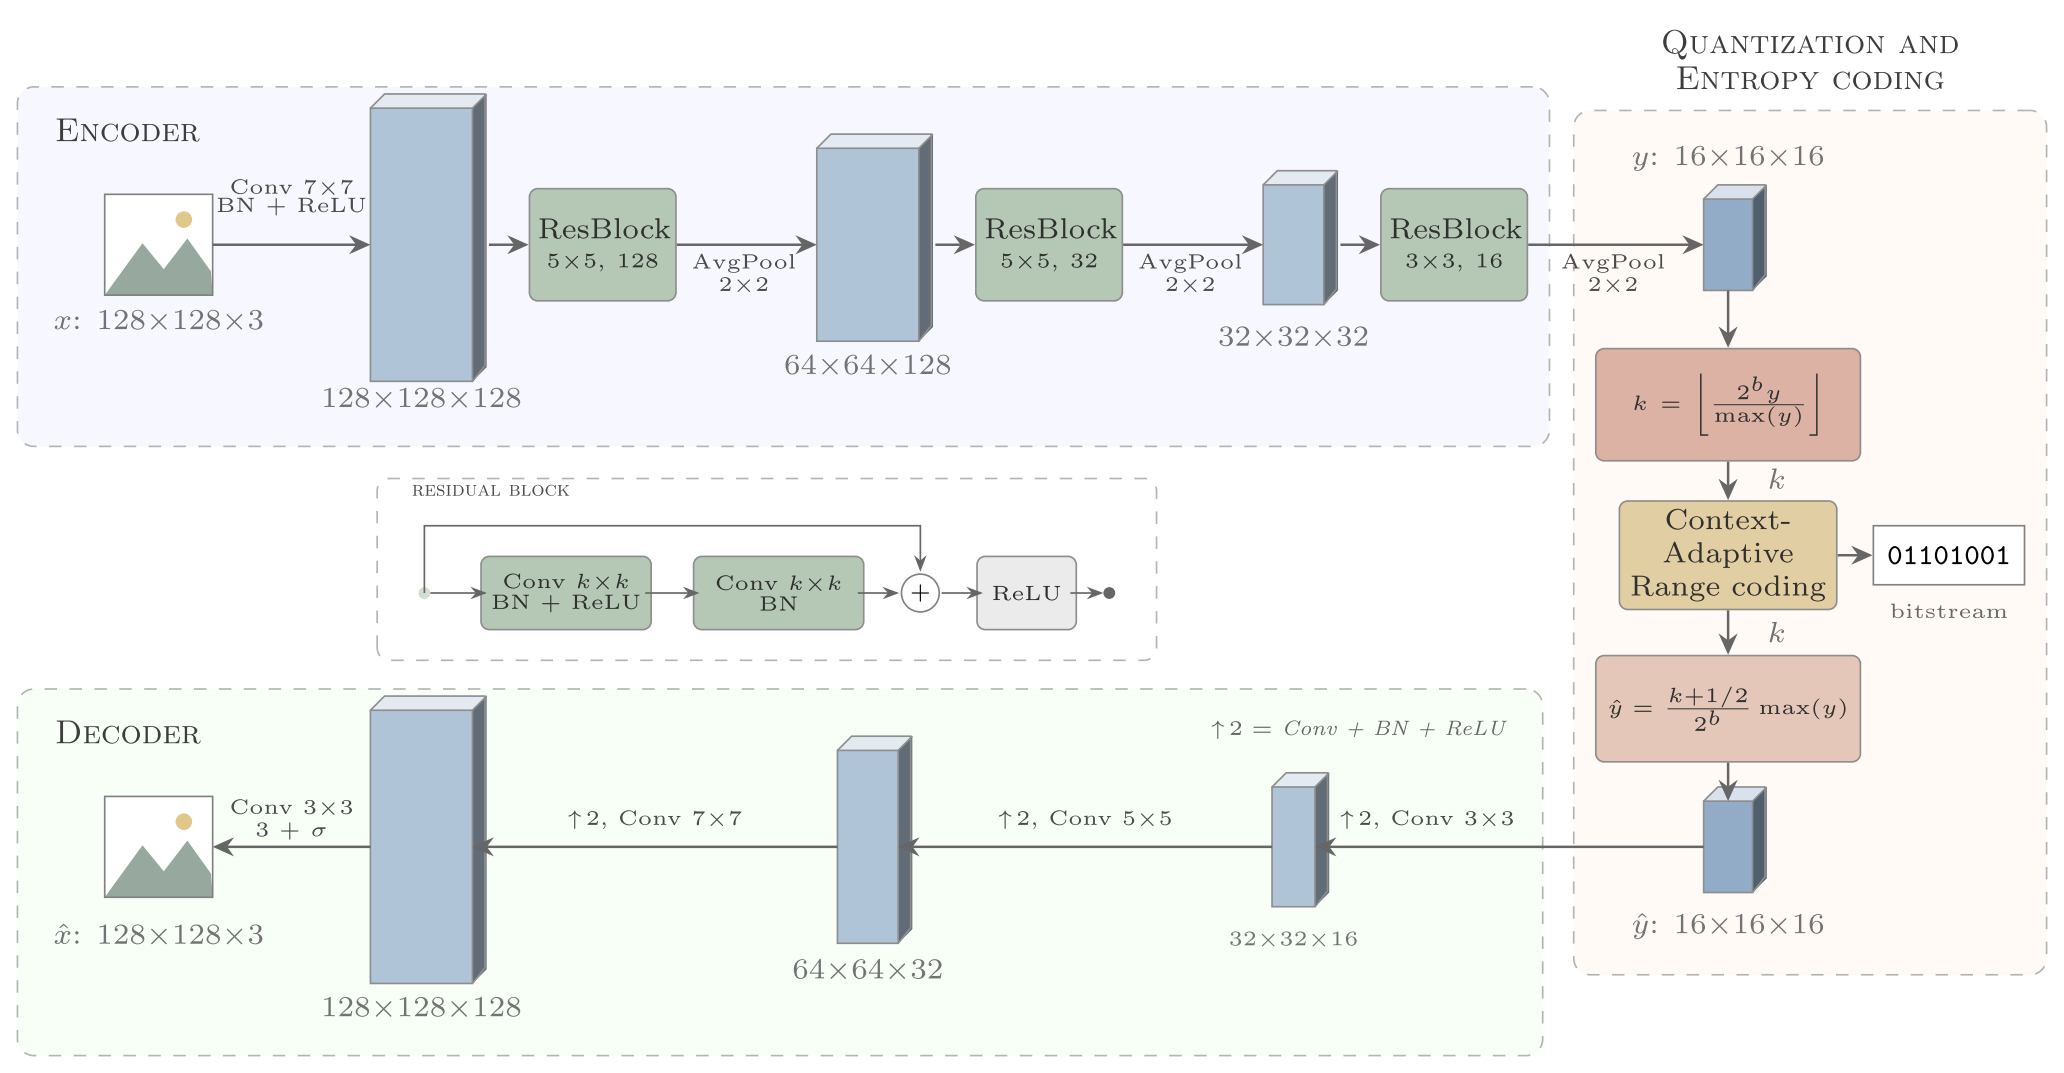 QUANTIZATION AND
ENTROPY CODING
ENCODER
Conv 7×7
BN + ReLU
x: 128×128×3
128×128×128
ResBlock
5×5, 128
AvgPool
2×2
64×64×128
ResBlock
5×5, 32
AvgPool
2×2
32×32×32
ResBlock
3×3, 16
AvgPool
2×2
y: 16×16×16
k = ⌊ 2^b y / max(y) ⌋
k
Context-
Adaptive
Range coding
01101001
bitstream
k
ŷ = (k+1/2) / 2^b max(y)
ŷ: 16×16×16
RESIDUAL BLOCK
Conv k×k
BN + ReLU
Conv k×k
BN
+
ReLU
DECODER
↑2 = Conv + BN + ReLU
↑2, Conv 3×3
32×32×16
↑2, Conv 5×5
64×64×32
↑2, Conv 7×7
128×128×128
Conv 3×3
3 + σ
x̂: 128×128×3